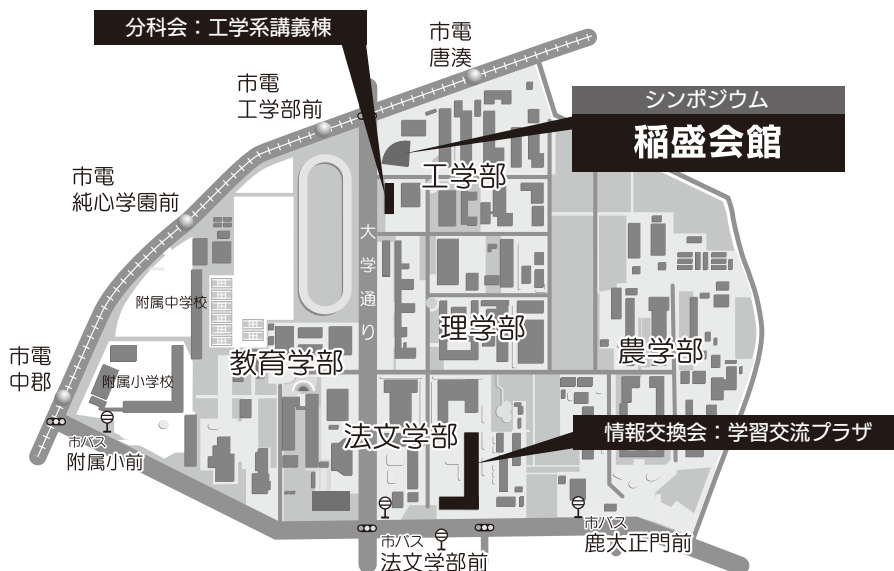 分科会：工学系講義棟
市電
唐湊
市電
工学部前
シンポジウム
稲盛会館
市電
純心学園前
工学部
大学通り
附属中学校
理学部
農学部
教育学部
市電
中郡
附属小学校
法文学部
情報交換会：学習交流プラザ
市バス
附属小前
市バス
法文学部前
市バス
鹿大正門前